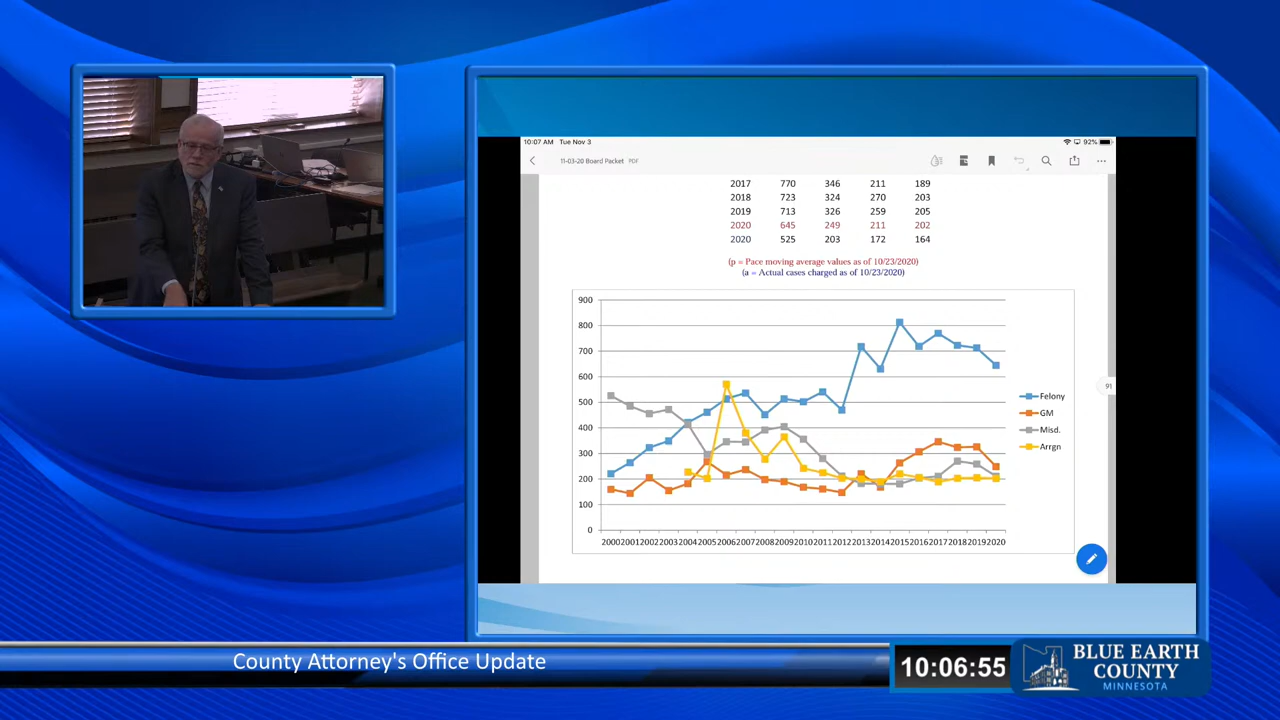 10:07 AM Tue Nov 3
92%
11-03-20 Board Packet PDF
2017 770 346 211 189
2018 723 324 270 203
2019 713 326 259 205
2020 645 249 211 202
2020 525 203 172 164
(p = Pace moving average values as of 10/23/2020)
(a = Actual cases charged as of 10/23/2020)
900
800
700
600
500
400
300
200
100
0
2000 2001 2002 2003 2004 2005 2006 2007 2008 2009 2010 2011 2012 2013 2014 2015 2016 2017 2018 2019 2020
Felony
GM
Misd.
Arrgn
91
County Attorney's Office Update
10:06:55
BLUE EARTH
COUNTY
MINNESOTA